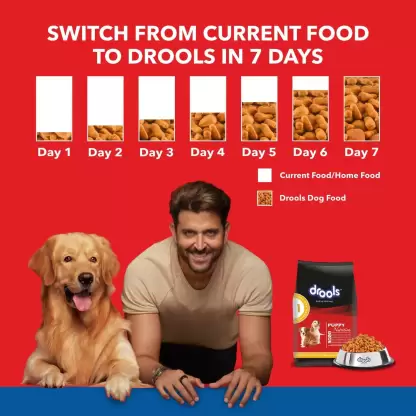 SWITCH FROM CURRENT FOOD
TO DROOLS IN 7 DAYS
Day 1 Day 2 Day 3 Day 4 Day 5 Day 6 Day 7
Current Food/Home Food
Drools Dog Food
drools
PUPPY
drools